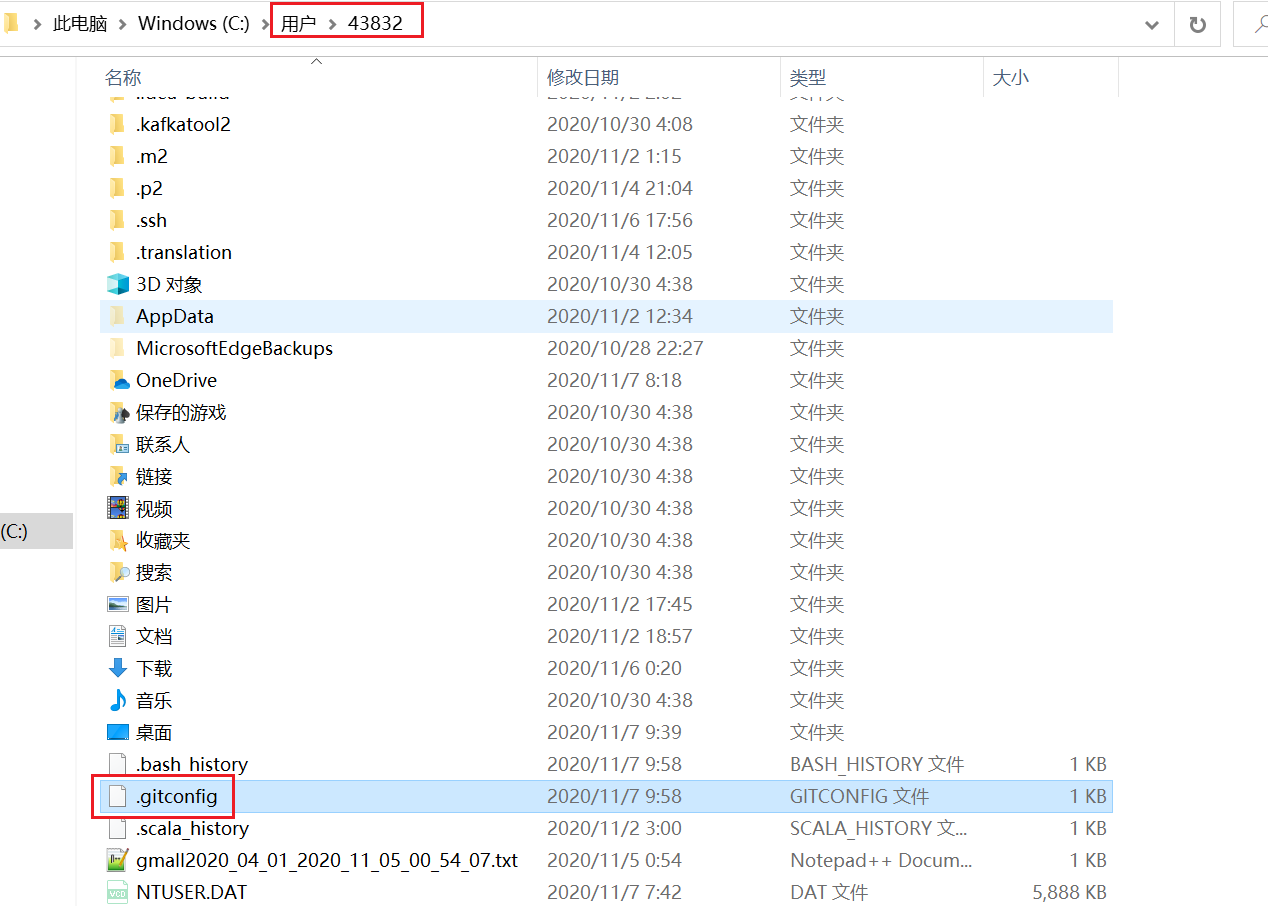 此电脑 > Windows (C:) > 用户 > 43832
名称 修改日期 类型 大小
.kafkatool2 2020/10/30 4:08 文件夹
.m2 2020/11/2 1:15 文件夹
.p2 2020/11/4 21:04 文件夹
.ssh 2020/11/6 17:56 文件夹
.translation 2020/11/4 12:05 文件夹
3D 对象 2020/10/30 4:38 文件夹
AppData 2020/11/2 12:34 文件夹
MicrosoftEdgeBackups 2020/10/28 22:27 文件夹
OneDrive 2020/11/7 8:18 文件夹
保存的游戏 2020/10/30 4:38 文件夹
联系人 2020/10/30 4:38 文件夹
链接 2020/10/30 4:38 文件夹
视频 2020/10/30 4:38 文件夹
(C:)
收藏夹 2020/10/30 4:38 文件夹
搜索 2020/10/30 4:38 文件夹
图片 2020/11/2 17:45 文件夹
文档 2020/11/2 18:57 文件夹
下载 2020/11/6 0:20 文件夹
音乐 2020/10/30 4:38 文件夹
桌面 2020/11/7 9:39 文件夹
.bash_history 2020/11/7 9:58 BASH_HISTORY 文件 1 KB
.gitconfig 2020/11/7 9:58 GITCONFIG 文件 1 KB
.scala_history 2020/11/2 3:00 SCALA_HISTORY 文... 1 KB
gmall2020_04_01_2020_11_05_00_54_07.txt 2020/11/5 0:54 Notepad++ Docum... 1 KB
NTUSER.DAT 2020/11/7 7:42 DAT 文件 5,888 KB